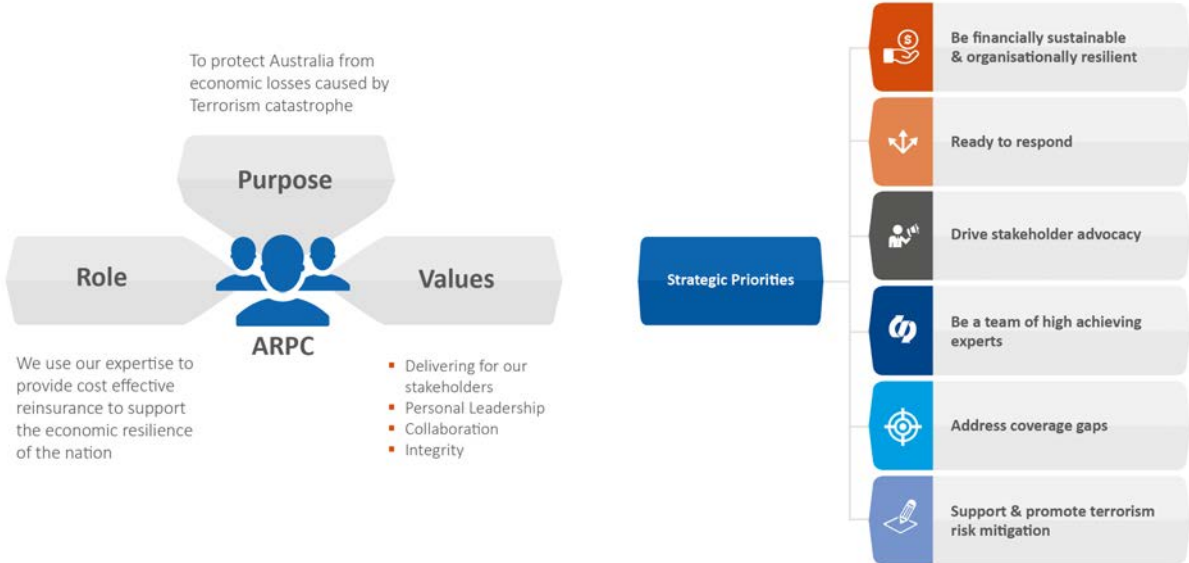 To protect Australia from
economic losses caused by
Terrorism catastrophe
Purpose
Role
Values
ARPC
We use our expertise to
provide cost effective
reinsurance to support
the economic resilience
of the nation
Delivering for our
stakeholders
Personal Leadership
Collaboration
Integrity
Strategic Priorities
Be financially sustainable
& organisationally resilient
Ready to respond
Drive stakeholder advocacy
Be a team of high achieving
experts
Address coverage gaps
Support & promote terrorism
risk mitigation